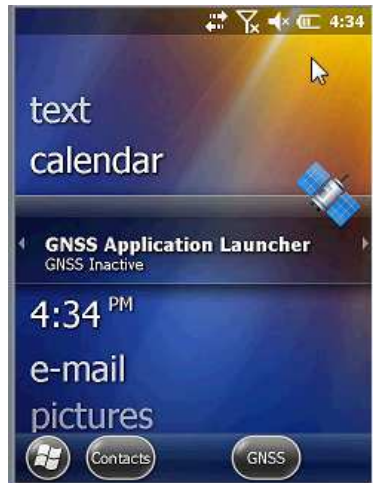 4:34
text
calendar
GNSS Application Launcher
GNSS Inactive
4:34 PM
e-mail
pictures
Contacts GNSS